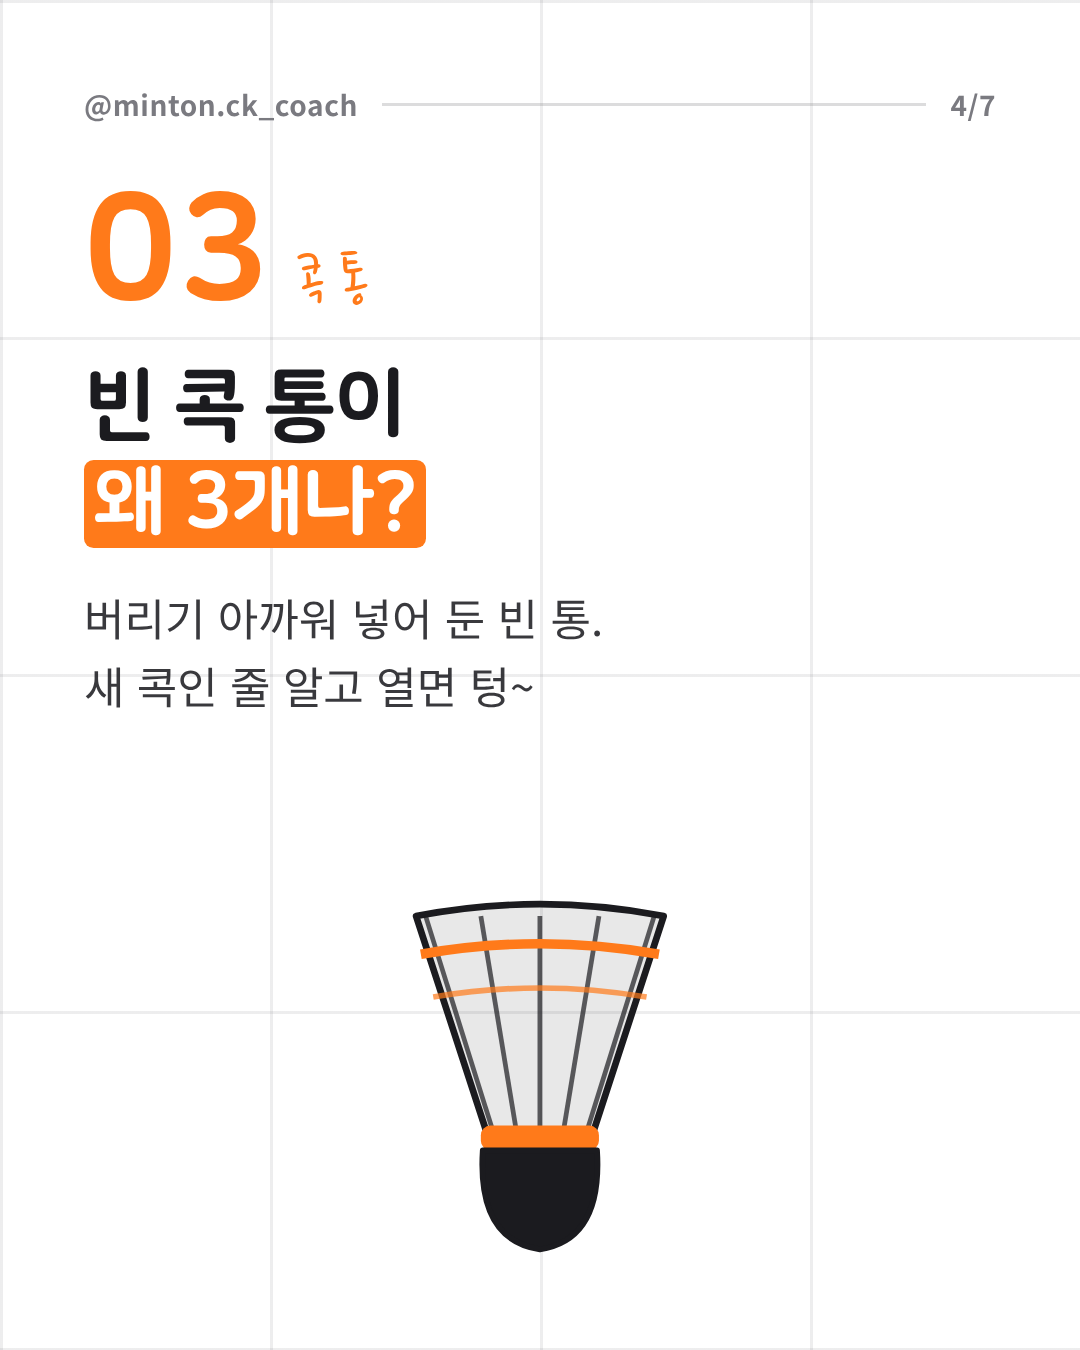 @minton.ck_coach 4/7
03 콕 통
빈 콕 통이
왜 3개나?
버리기 아까워 넣어 둔 빈 통.
새 콕인 줄 알고 열면 텅~